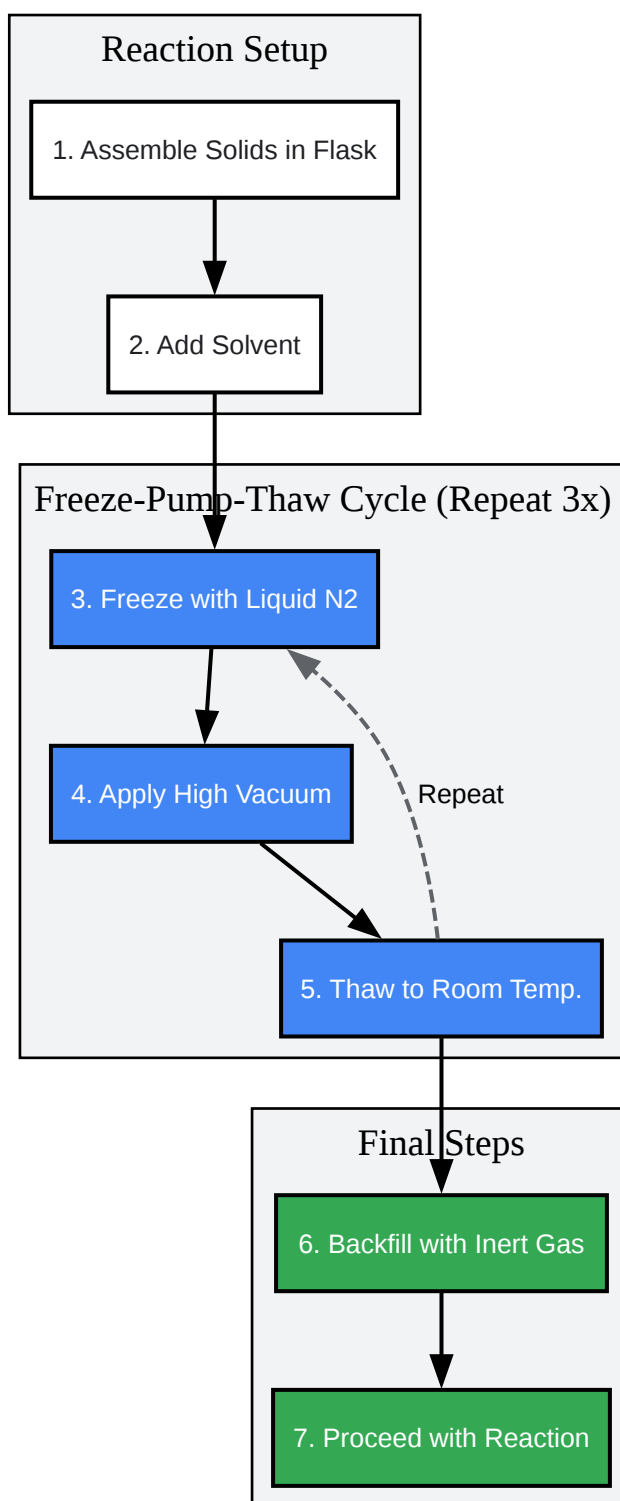 Reaction Setup
1. Assemble Solids in Flask
2. Add Solvent
Freeze-Pump-Thaw Cycle (Repeat 3x)
3. Freeze with Liquid N2
4. Apply High Vacuum
Repeat
5. Thaw to Room Temp.
Final Steps
6. Backfill with Inert Gas
7. Proceed with Reaction